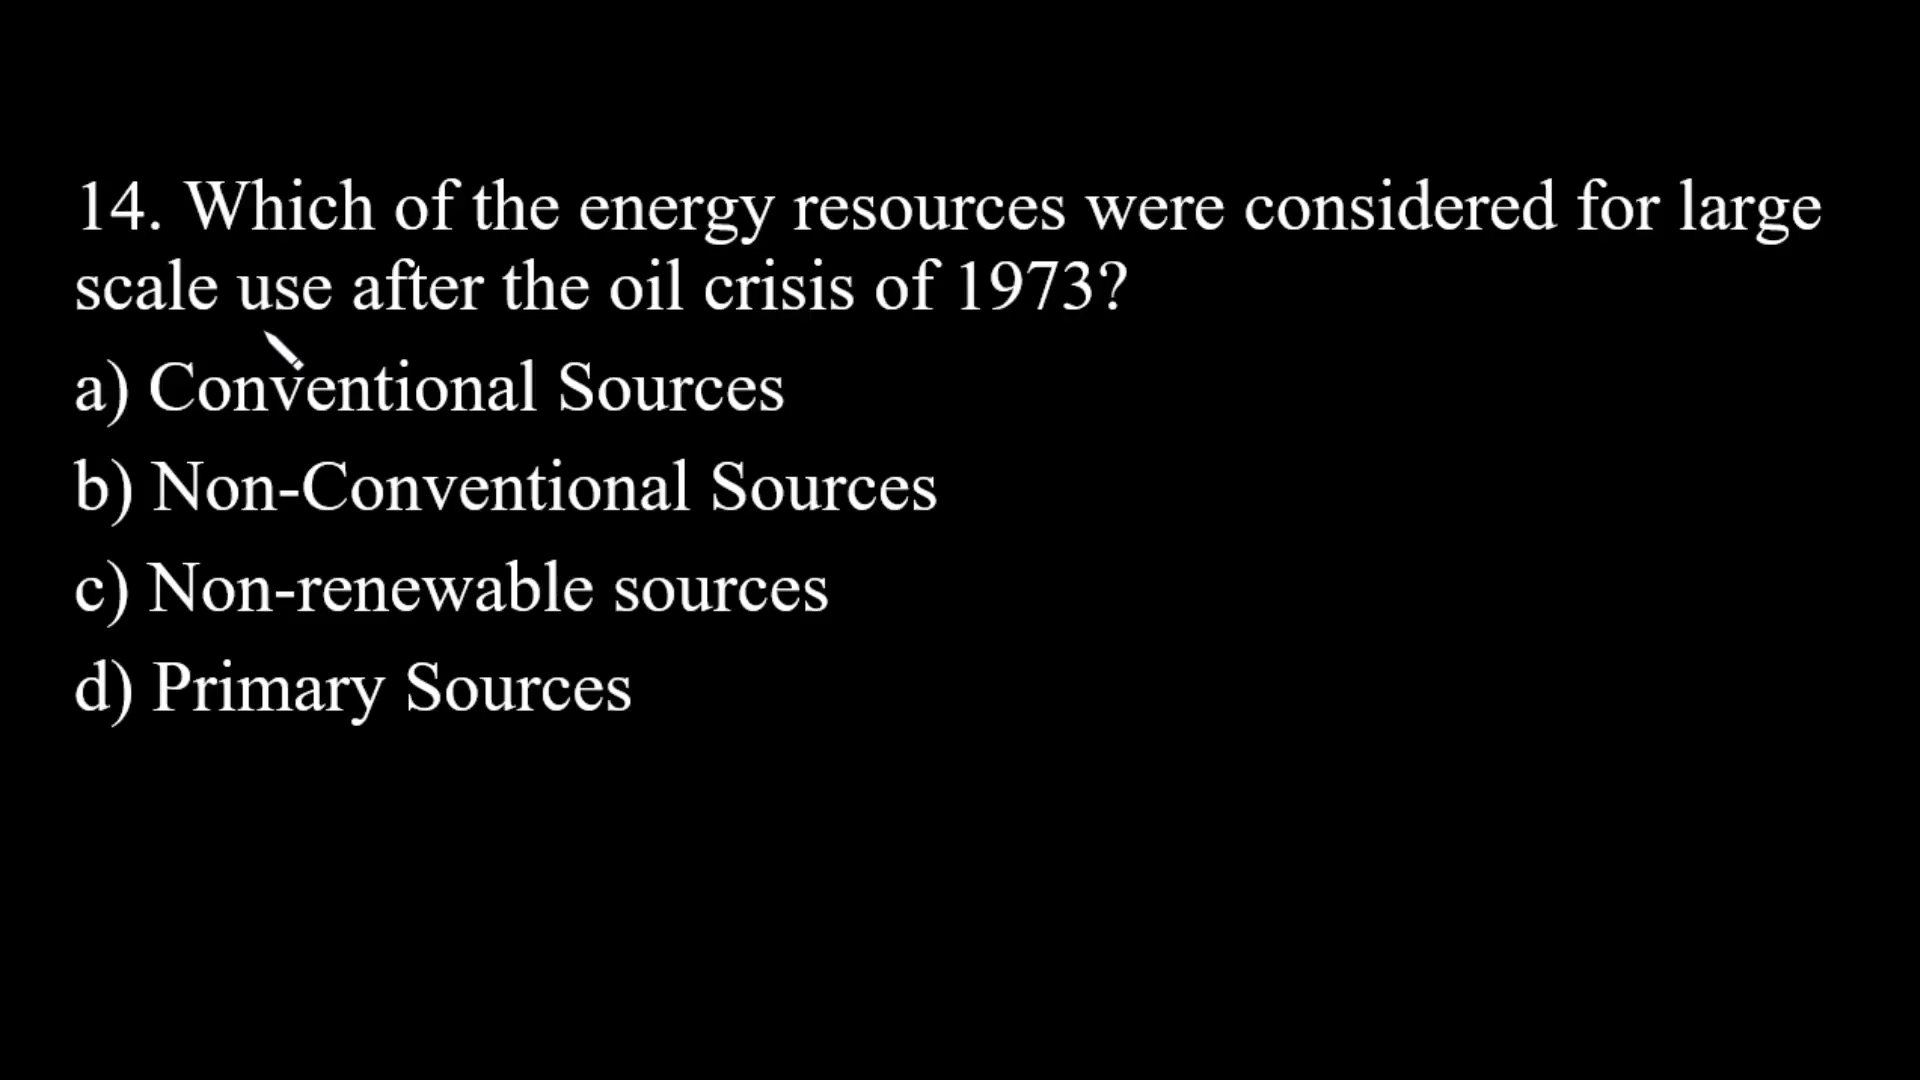 14. Which of the energy resources were considered for large
scale use after the oil crisis of 1973?
a) Conventional Sources
b) Non-Conventional Sources
c) Non-renewable sources
d) Primary Sources